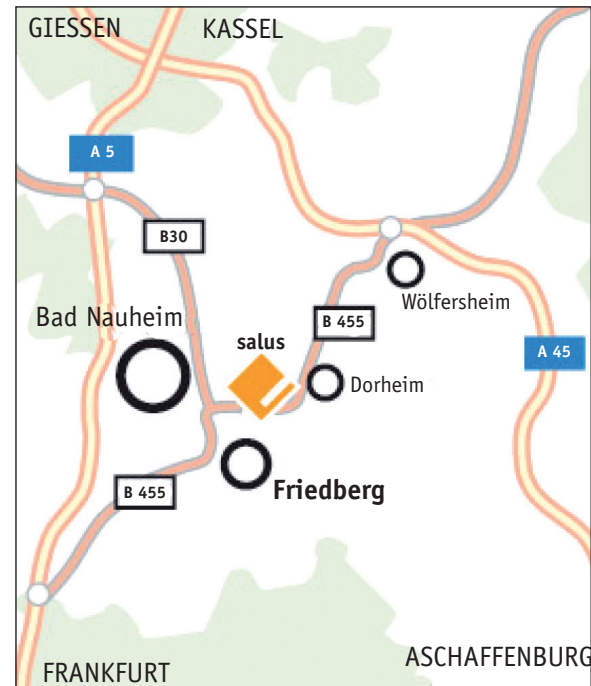 GIESSEN
KASSEL
A 5
B30
Wölfersheim
Bad Nauheim
B 455
salus
A 45
Dorheim
B 455
Friedberg
FRANKFURT
ASCHAFFENBURG